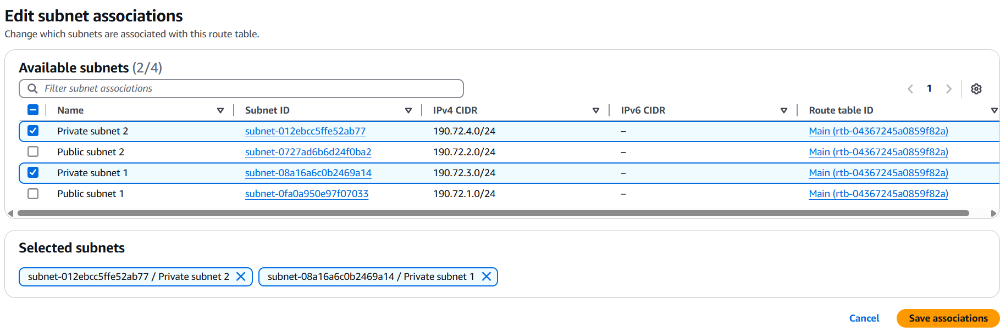 Edit subnet associations
Change which subnets are associated with this route table.
Available subnets (2/4)
Filter subnet associations
1
Name Subnet ID IPv4 CIDR IPv6 CIDR Route table ID
Private subnet 2 subnet-012ebcc5ffe52ab77 190.72.4.0/24 – Main (rtb-04367245a0859f82a)
Public subnet 2 subnet-0727ad6b6d24f0ba2 190.72.2.0/24 – Main (rtb-04367245a0859f82a)
Private subnet 1 subnet-08a16a6c0b2469a14 190.72.3.0/24 – Main (rtb-04367245a0859f82a)
Public subnet 1 subnet-0fa0a950e97f07033 190.72.1.0/24 – Main (rtb-04367245a0859f82a)
Selected subnets
subnet-012ebcc5ffe52ab77 / Private subnet 2 subnet-08a16a6c0b2469a14 / Private subnet 1
Cancel Save associations